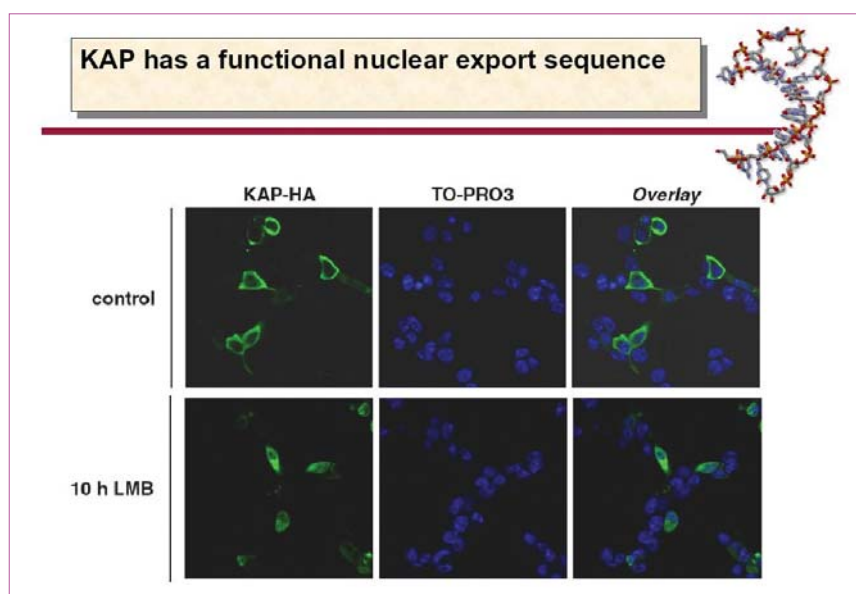 KAP has a functional nuclear export sequence
KAP-HA
TO-PRO3
Overlay
control
10 h LMB